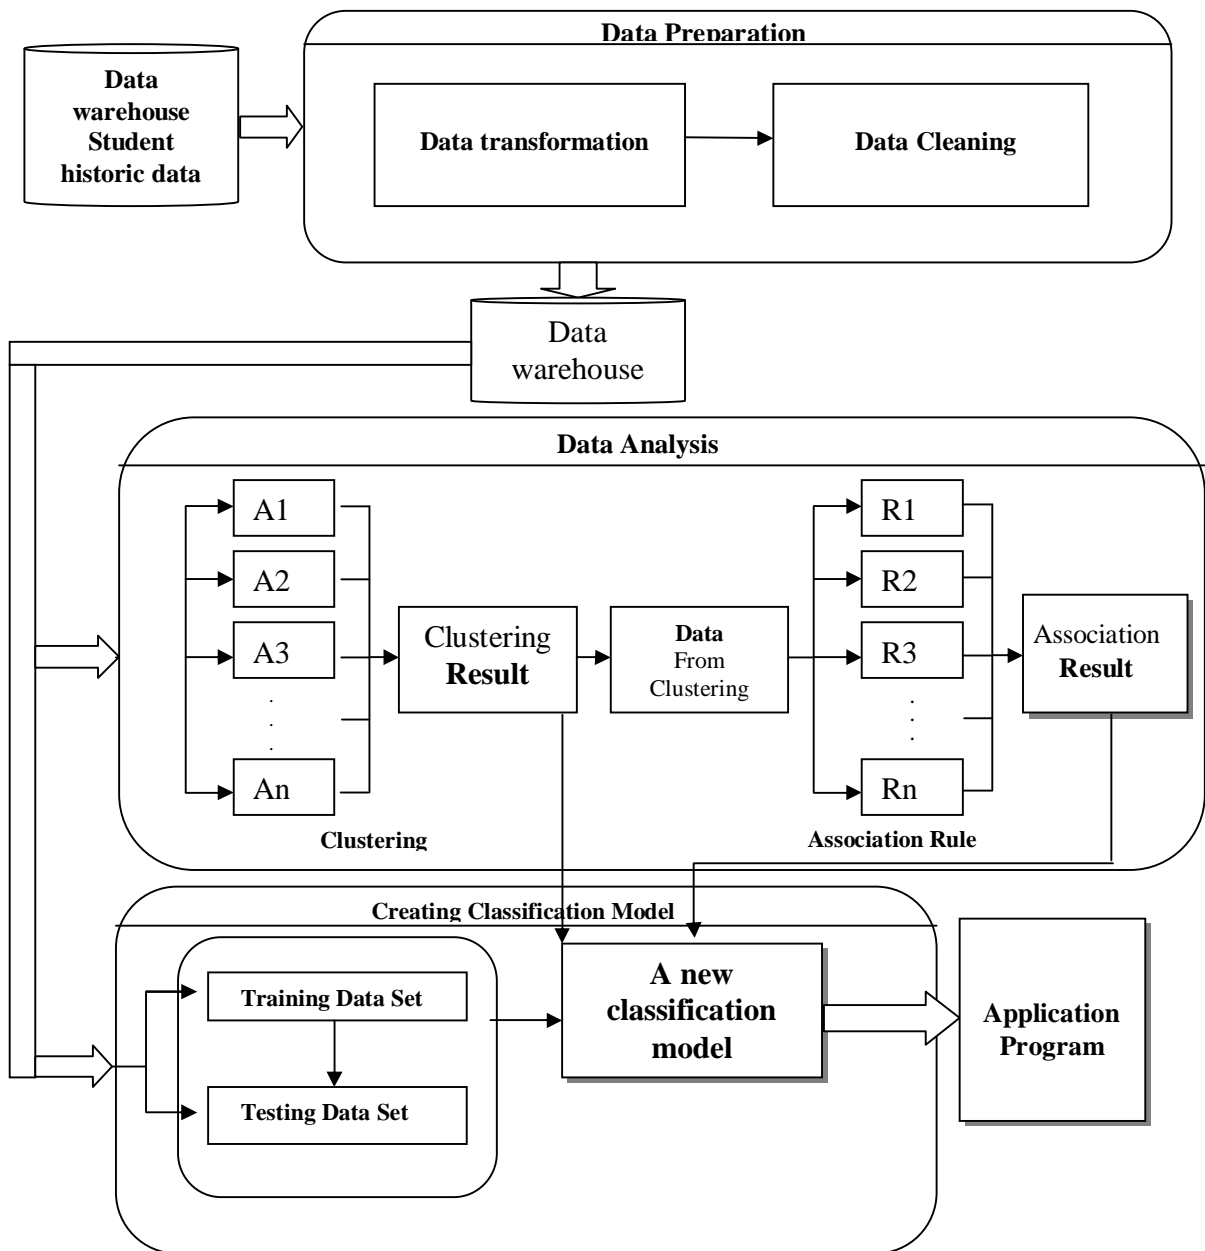 Data Preparation
Data
warehouse
Student
historic data
Data transformation
Data Cleaning
Data
warehouse
Data Analysis
A1
A2
A3
.
.
.
An
Clustering
Clustering
Result
Data
From
Clustering
R1
R2
R3
.
.
.
Rn
Association Rule
Association
Result
Creating Classification Model
Training Data Set
Testing Data Set
A new
classification
model
Application
Program